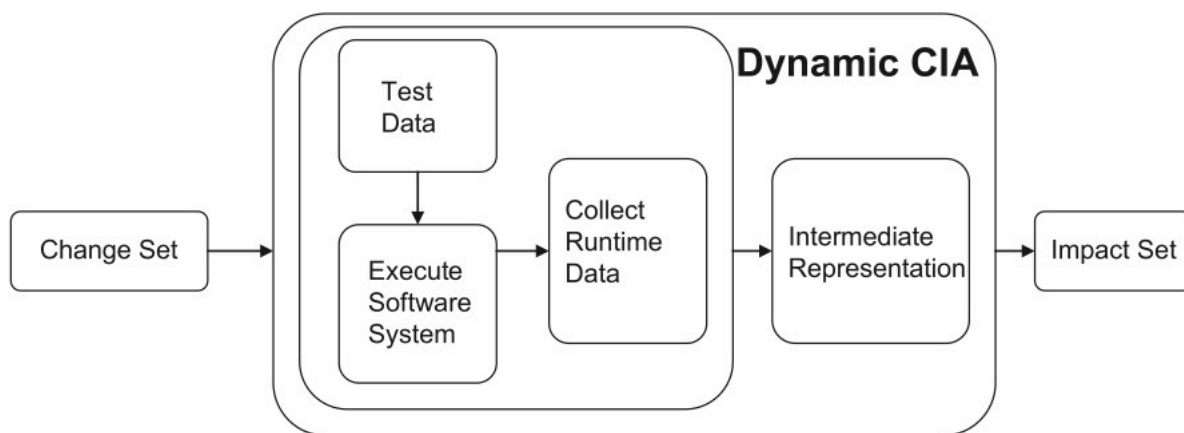 Dynamic CIA
Test
Data
Change Set
Execute
Software
System
Collect
Runtime
Data
Intermediate
Representation
Impact Set